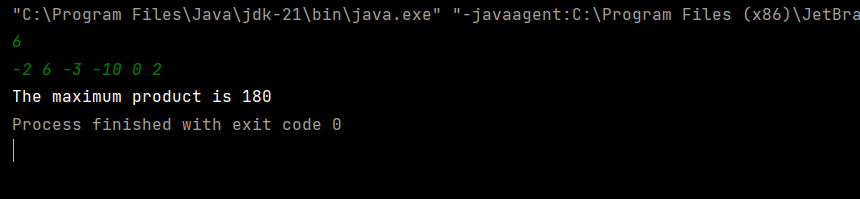 "C:\Program Files\Java\jdk-21\bin\java.exe" "-javaagent:C:\Program Files (x86)\JetBra
6
-2 6 -3 -10 0 2
The maximum product is 180
Process finished with exit code 0